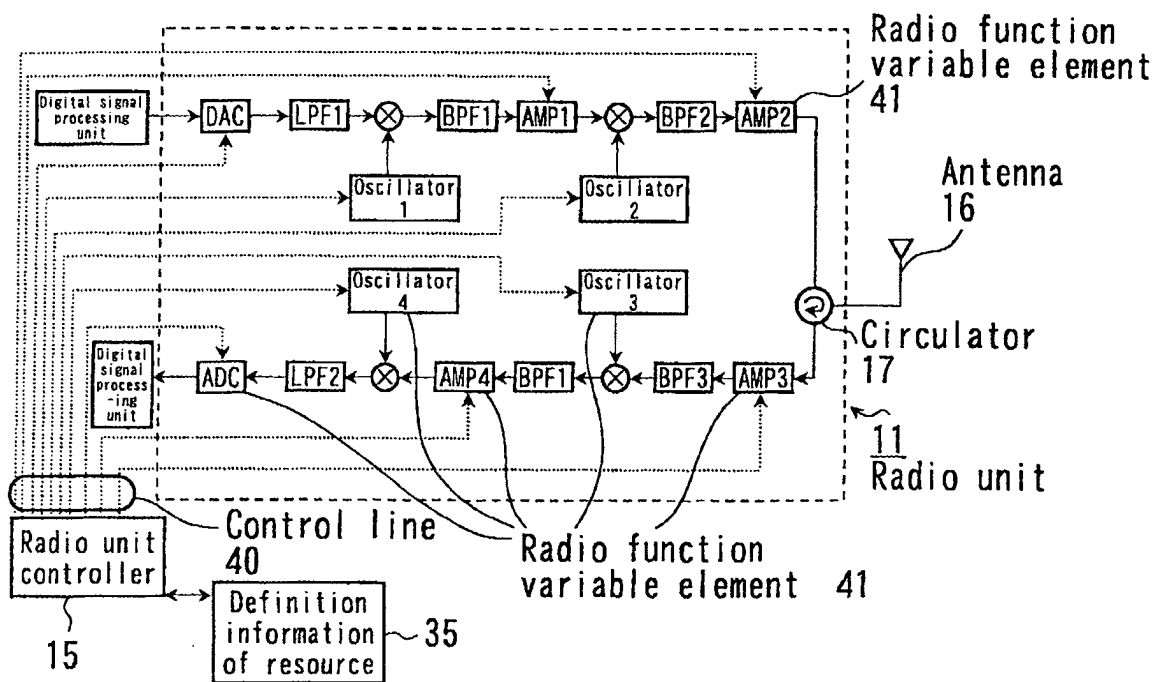 Radio function
variable element
41
Digital signal
processing
unit
DAC
LPF1
BPF1
AMP1
BPF2
AMP2
Oscillator
1
Oscillator
2
Antenna
16
Oscillator
4
Oscillator
3
Circulator
17
Digital
signal
process
-ing unit
ADC
LPF2
AMP4
BPF1
BPF3
AMP3
11
Radio unit
Control line
40
Radio unit
controller
15
Radio function
variable element 41
Definition
information
of resource
35